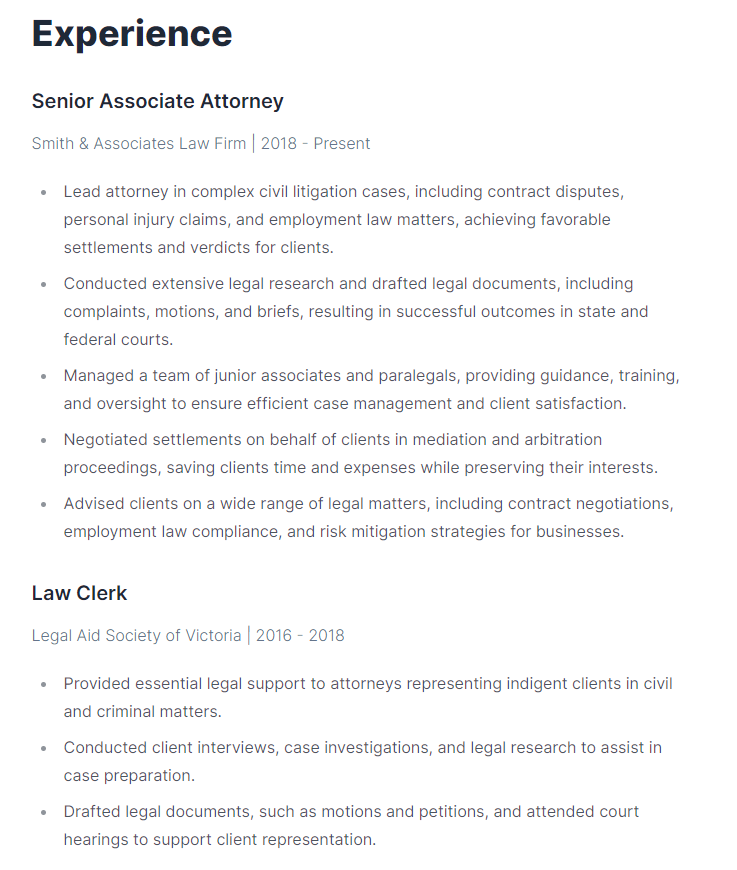 Experience
Senior Associate Attorney
Smith & Associates Law Firm | 2018 - Present
• Lead attorney in complex civil litigation cases, including contract disputes,
personal injury claims, and employment law matters, achieving favorable
settlements and verdicts for clients.
• Conducted extensive legal research and drafted legal documents, including
complaints, motions, and briefs, resulting in successful outcomes in state and
federal courts.
• Managed a team of junior associates and paralegals, providing guidance, training,
and oversight to ensure efficient case management and client satisfaction.
• Negotiated settlements on behalf of clients in mediation and arbitration
proceedings, saving clients time and expenses while preserving their interests.
• Advised clients on a wide range of legal matters, including contract negotiations,
employment law compliance, and risk mitigation strategies for businesses.
Law Clerk
Legal Aid Society of Victoria | 2016 - 2018
• Provided essential legal support to attorneys representing indigent clients in civil
and criminal matters.
• Conducted client interviews, case investigations, and legal research to assist in
case preparation.
• Drafted legal documents, such as motions and petitions, and attended court
hearings to support client representation.